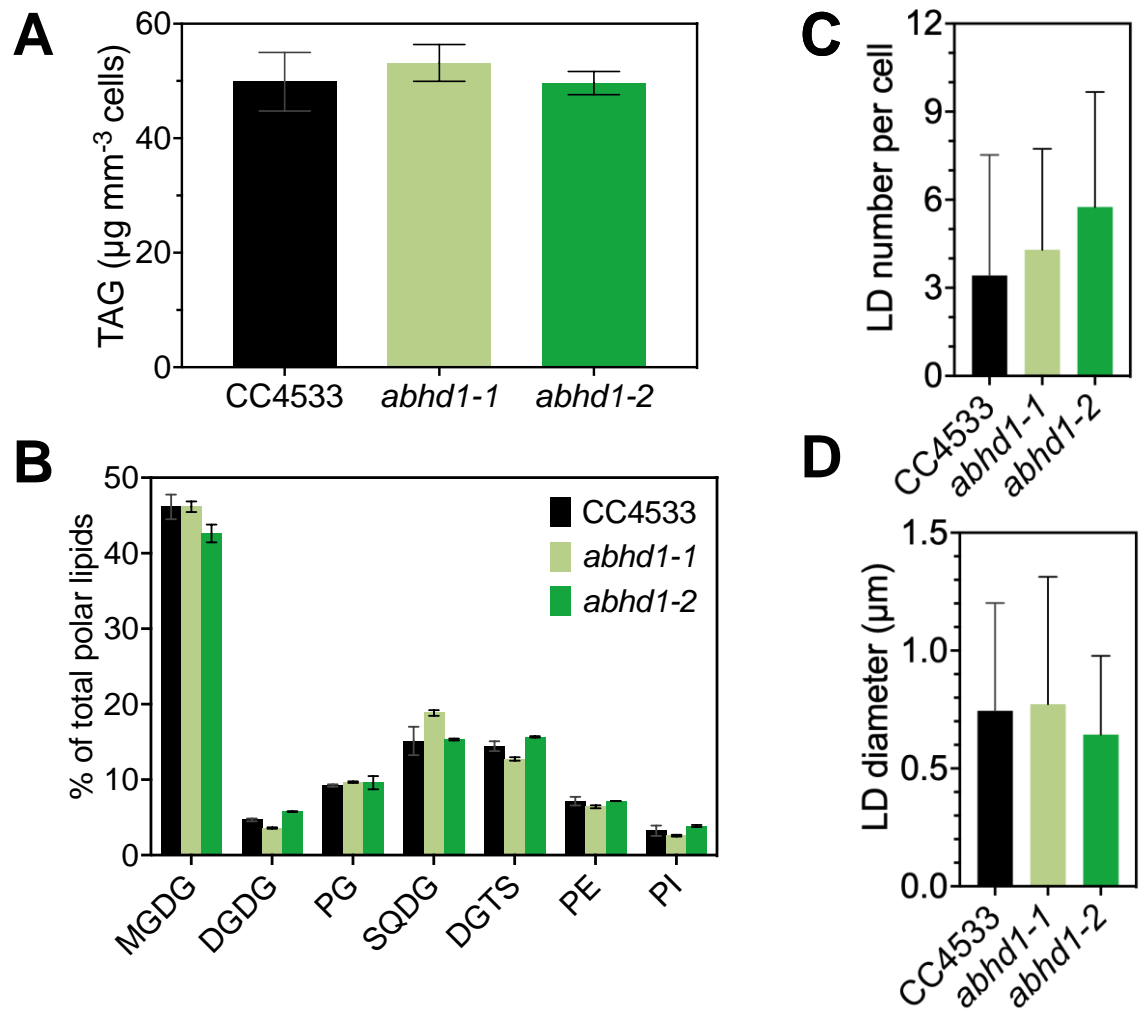 A
TAG (µg mm-3 cells)
60
40
20
0
CC4533
abhd1-1
abhd1-2
B
% of total polar lipids
50
40
30
20
10
0
CC4533
abhd1-1
abhd1-2
MGDG
DGDG
PG
SQDG
DGTS
PE
PI
C
LD number per cell
12
9
6
3
0
CC4533
abhd1-1
abhd1-2
D
LD diameter (µm)
1.5
1.0
0.5
0.0
CC4533
abhd1-1
abhd1-2